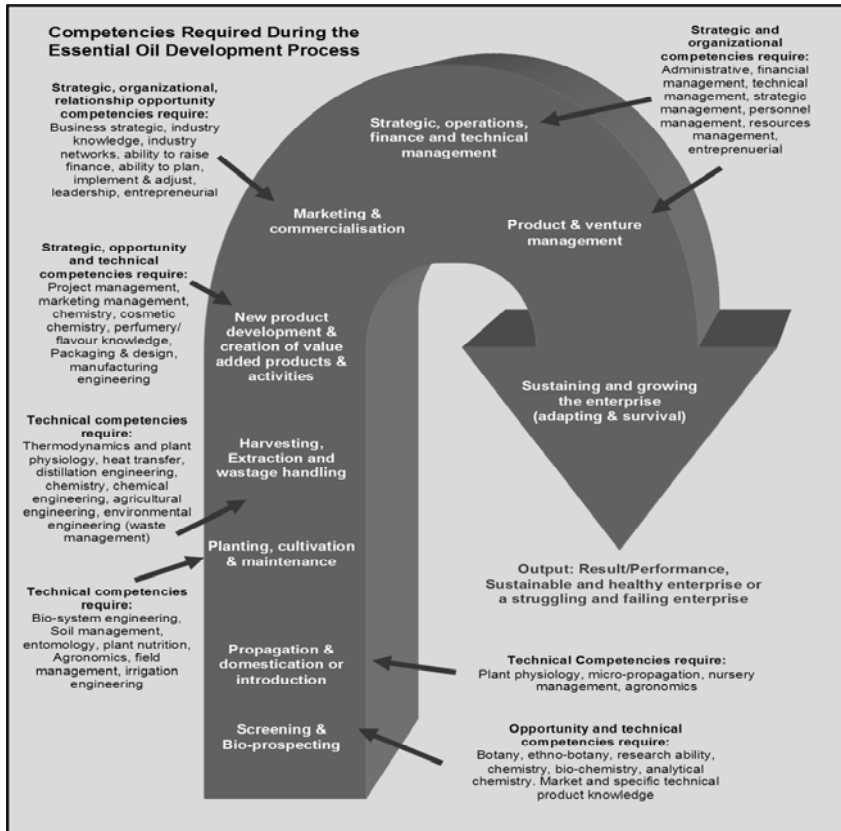 Competencies Required During the
Essential Oil Development Process
Strategic, organizational,
relationship opportunity
competencies require:
Business strategic, industry
knowledge, industry
networks, ability to raise
finance, ability to plan,
implement & adjust,
leadership, entrepreneurial
Strategic and
organizational
competencies require:
Administrative, financial
management, technical
management, strategic
management, personnel
management, resources
management,
entreprenuerial
Strategic, operations,
finance and technical
management
Marketing &
commercialisation
Product & venture
management
Strategic, opportunity
and technical
competencies require:
Project management,
marketing management,
chemistry, cosmetic
chemistry, perfumery/
flavour knowledge,
Packaging & design,
manufacturing
engineering
New product
development &
creation of value
added products &
activities
Sustaining and growing
the enterprise
(adapting & survival)
Technical competencies
require:
Thermodynamics and plant
physiology, heat transfer,
distillation engineering,
chemistry, chemical
engineering, agricultural
engineering, environmental
engineering (waste
management)
Harvesting,
Extraction and
wastage handling
Planting, cultivation
& maintenance
Output: Result/Performance,
Sustainable and healthy enterprise or
a struggling and failing enterprise
Technical competencies
require:
Bio-system engineering,
Soil management,
entomology, plant nutrition,
Agronomics, field
management, irrigation
engineering
Propagation &
domestication or
introduction
Technical Competencies require:
Plant physiology, micro-propagation, nursery
management, agronomics
Screening &
Bio-prospecting
Opportunity and technical
competencies require:
Botany, ethno-botany, research ability,
chemistry, bio-chemistry, analytical
chemistry. Market and specific technical
product knowledge